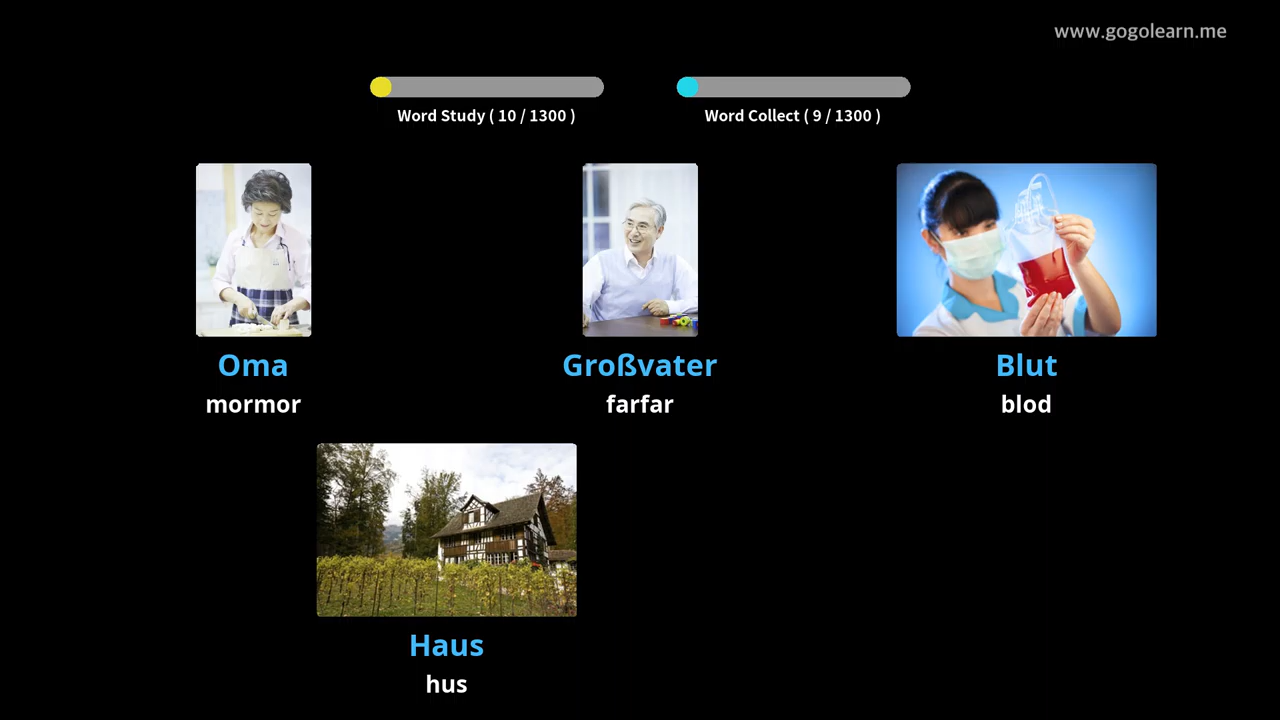 www.gogolearn.me
Word Study ( 10 / 1300 )
Word Collect ( 9 / 1300 )
Oma
mormor
Großvater
farfar
Blut
blod
Haus
hus